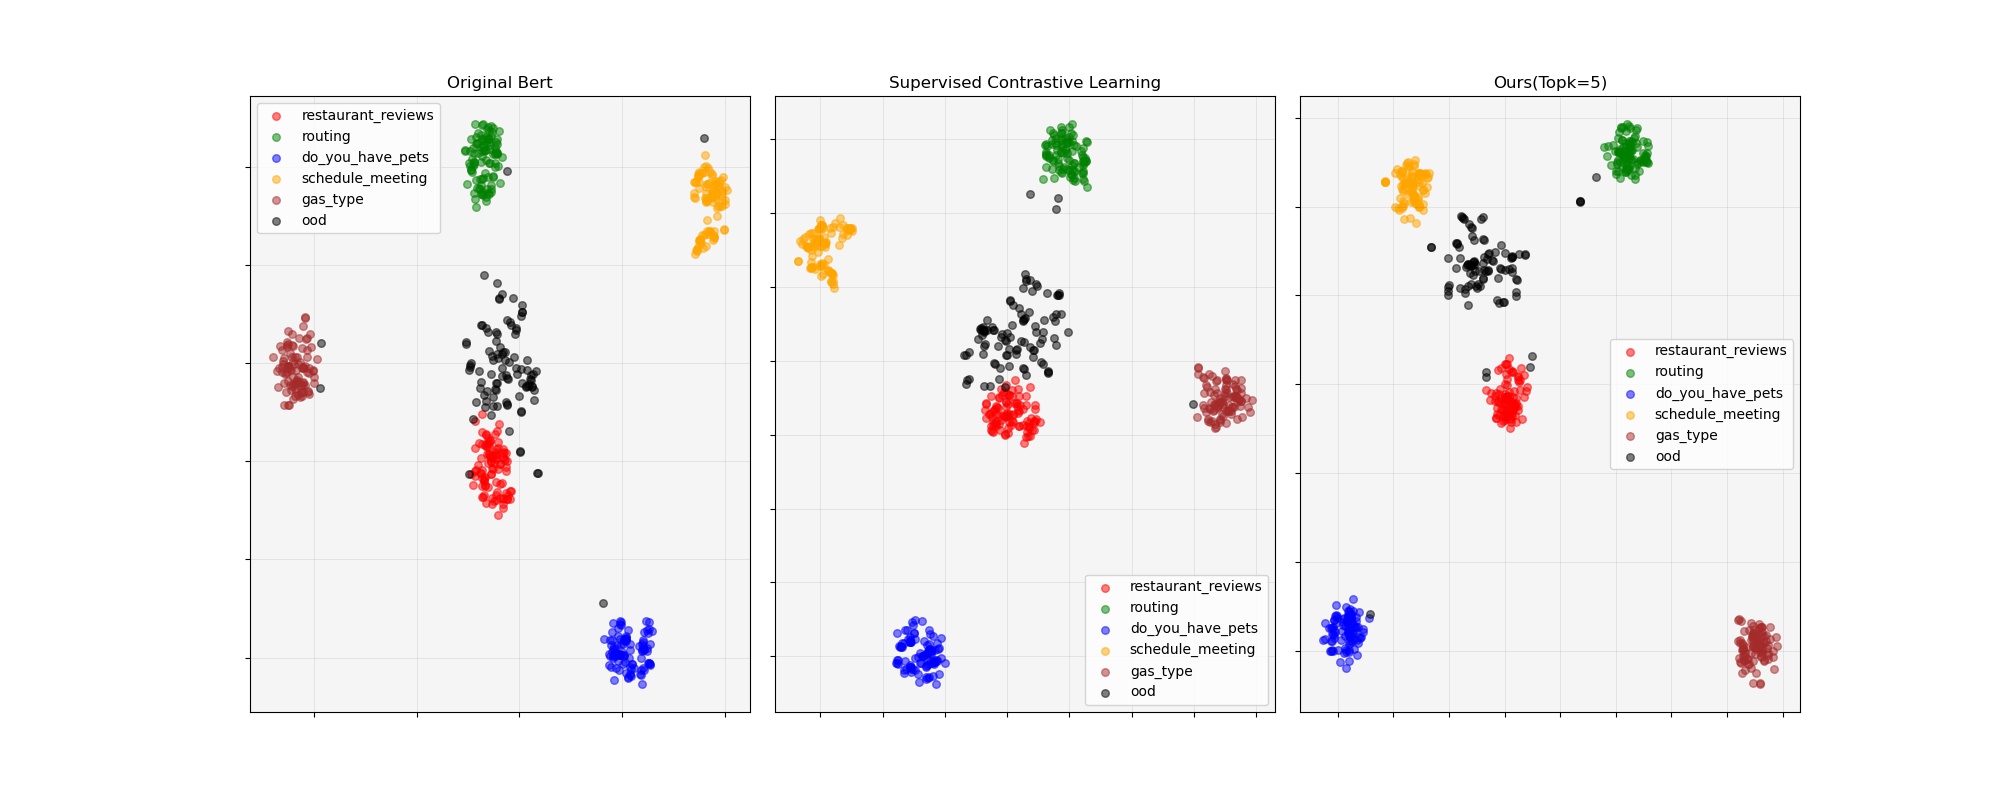 Original Bert
restaurant_reviews
routing
do_you_have_pets
schedule_meeting
gas_type
ood
Supervised Contrastive Learning
restaurant_reviews
routing
do_you_have_pets
schedule_meeting
gas_type
ood
Ours(Topk=5)
restaurant_reviews
routing
do_you_have_pets
schedule_meeting
gas_type
ood